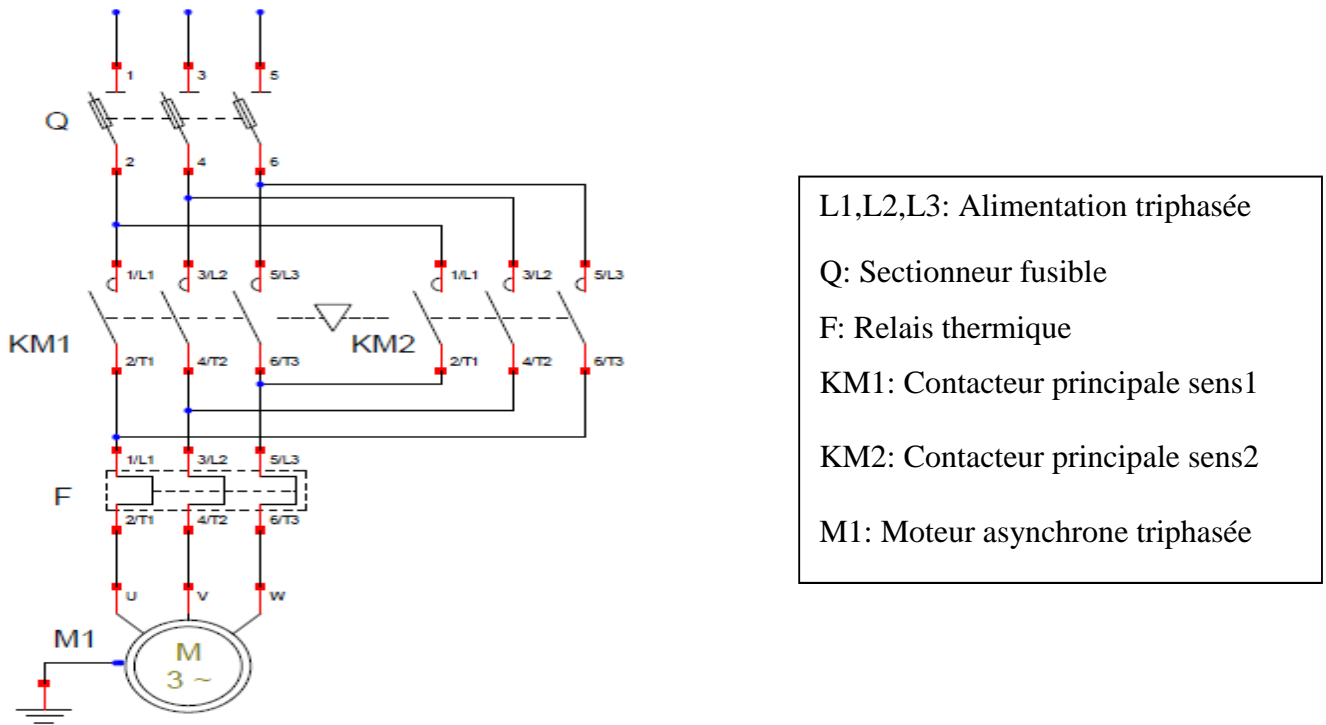 1 3 5
Q
2 4 6
1/L1 3/L2 5/L3 1/L1 3/L2 5/L3
KM1 KM2
2/T1 4/T2 6/T3 2/T1 4/T2 6/T3
1/L1 3/L2 5/L3
F
2/T1 4/T2 6/T3
U V W
M1
M
3 ~
L1,L2,L3: Alimentation triphasée
Q: Sectionneur fusible
F: Relais thermique
KM1: Contacteur principale sens1
KM2: Contacteur principale sens2
M1: Moteur asynchrone triphasée